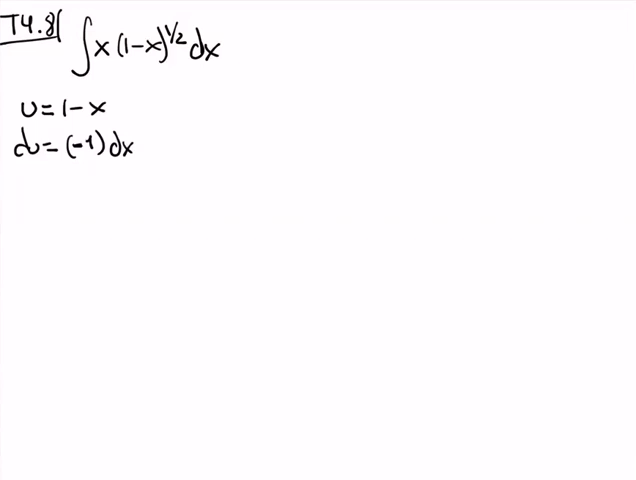 T4.8( ∫ x (1-x)^1/2 dx
u = 1 - x
du = (-1) dx